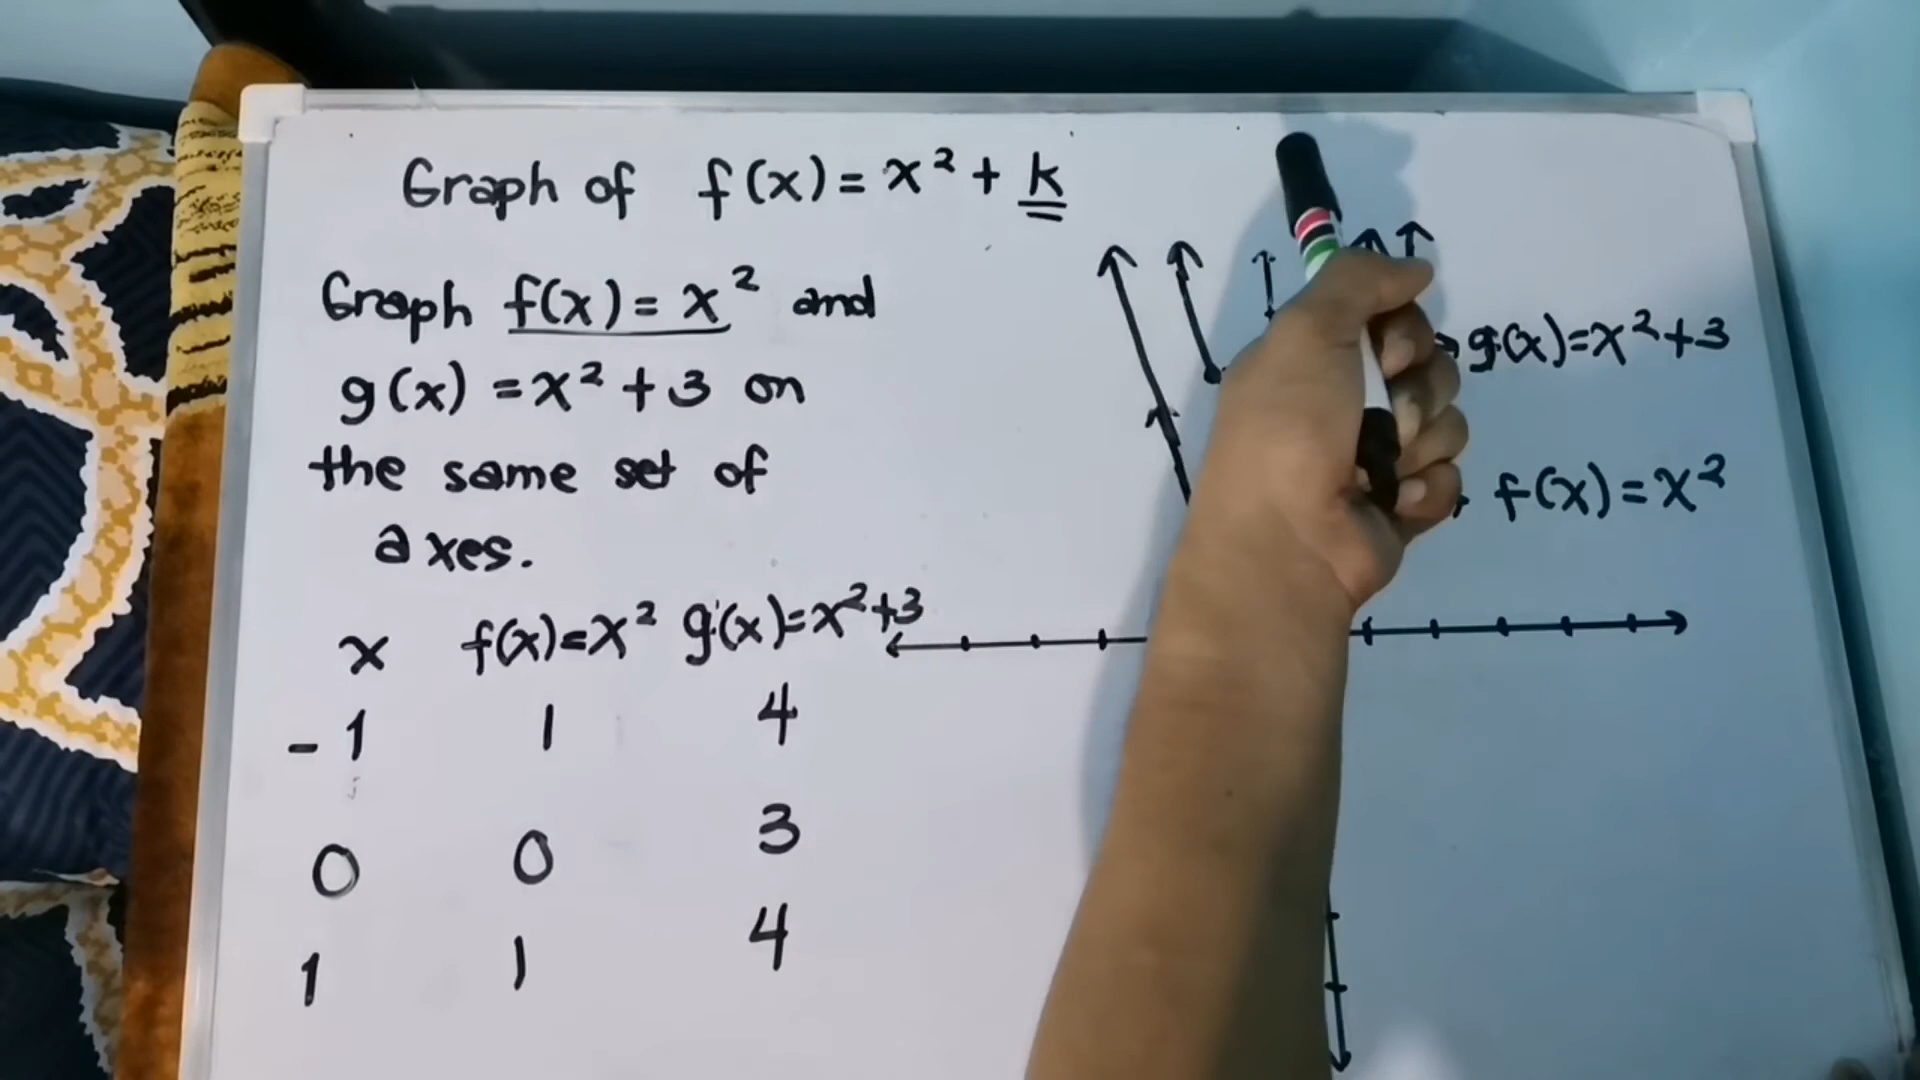 Graph of f(x) = x² + k
Graph f(x) = x² and
g(x) = x² + 3 on
the same set of
axes.
x f(x) = x² g(x) = x² + 3
- 1 1 4
0 0 3
1 1 4
g(x) = x² + 3
f(x) = x²